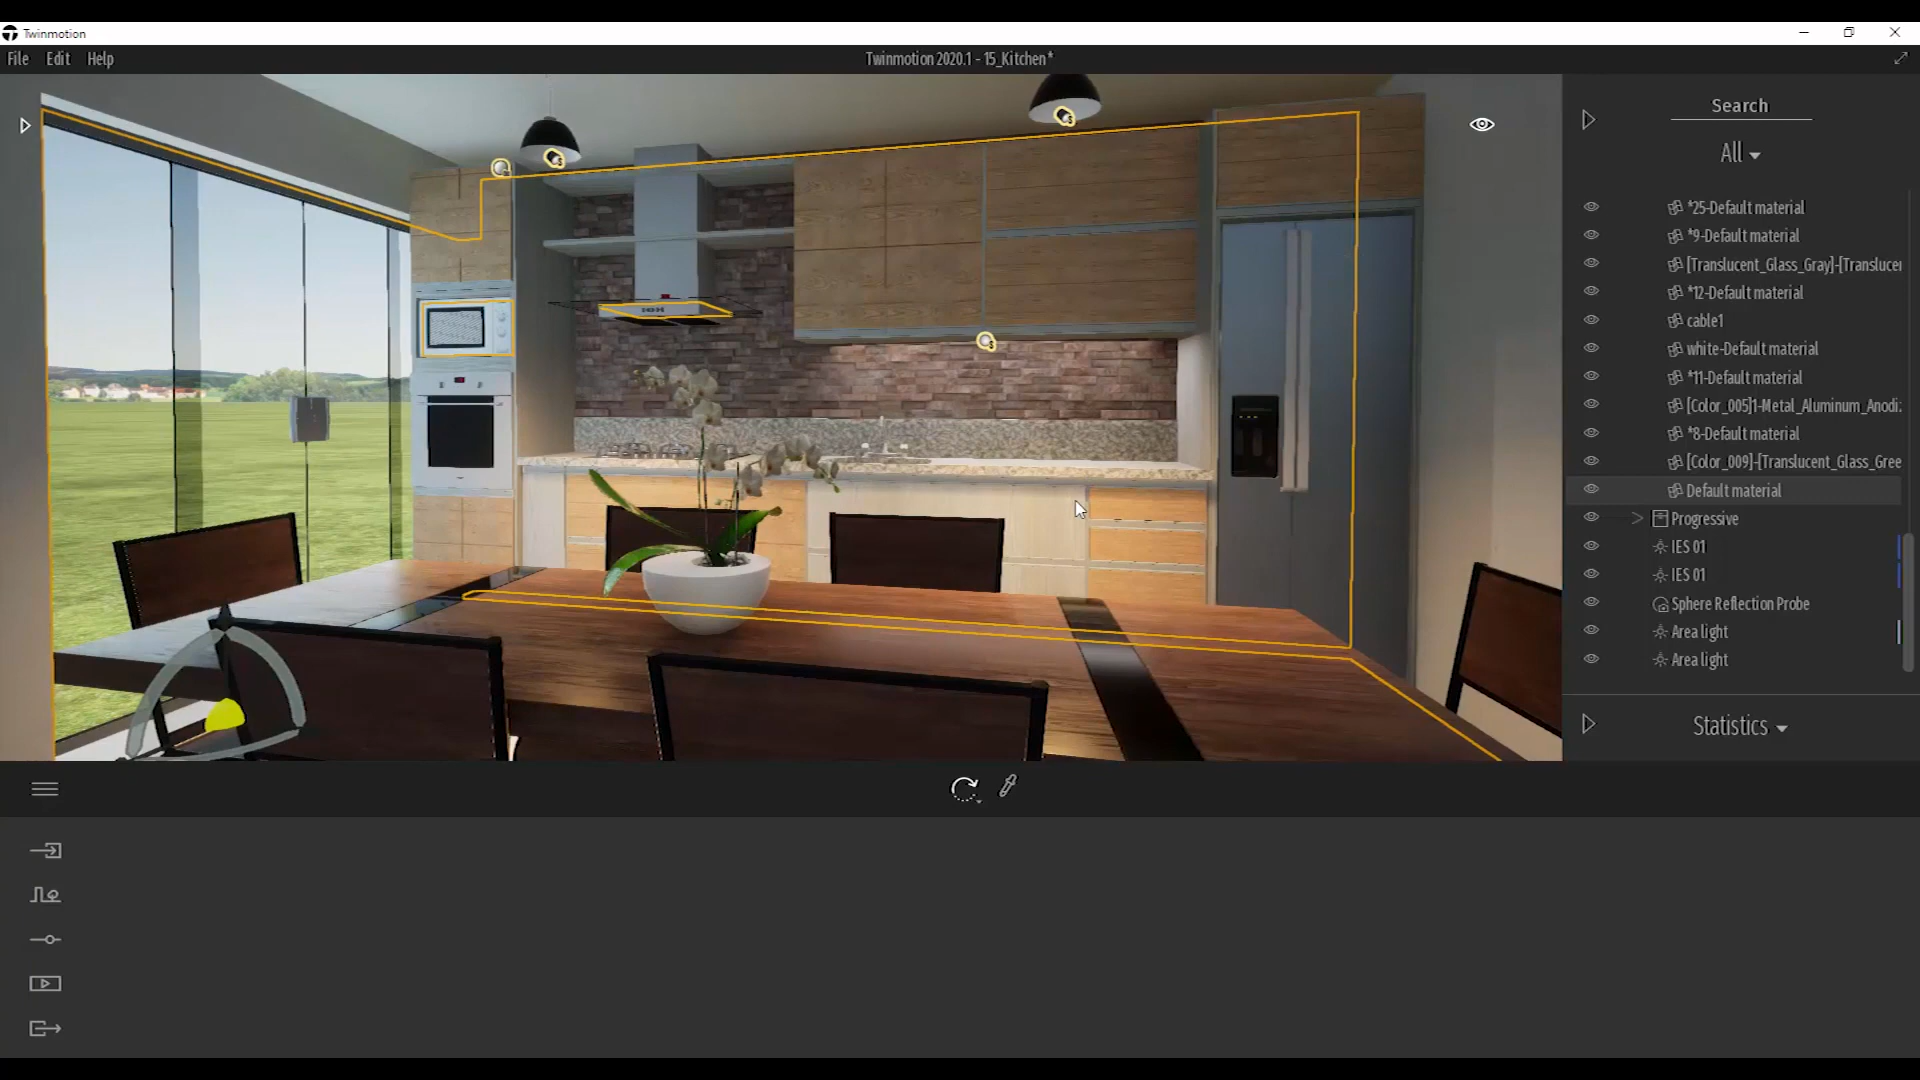 Twinmotion
File Edit Help
Twinmotion 2020.1 - 15_Kitchen*
Search
All
*25-Default material
*9-Default material
[Translucent_Glass_Gray]-[Translucer
*12-Default material
cable1
white-Default material
*11-Default material
[Color_005]1-Metal_Aluminum_Anodi:
*8-Default material
[Color_009]-[Translucent_Glass_Gree
Default material
Progressive
IES 01
IES 01
Sphere Reflection Probe
Area light
Area light
Statistics